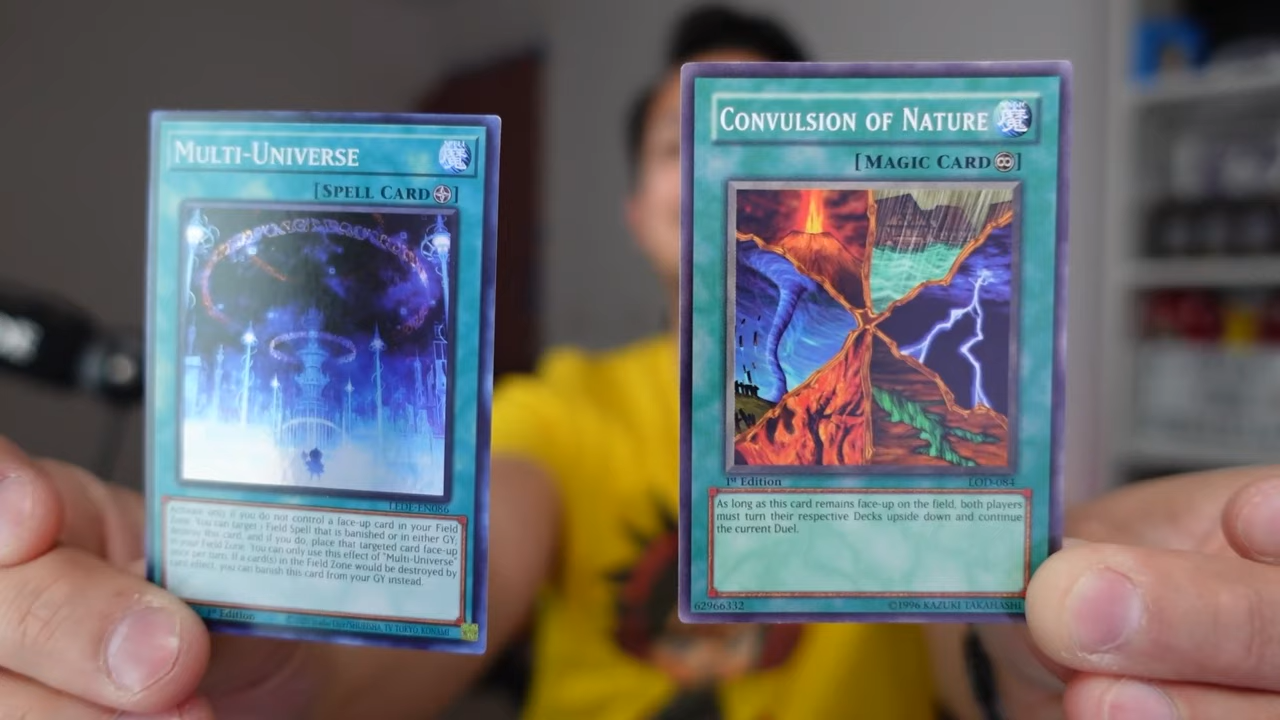 MULTI-UNIVERSE
[SPELL CARD]
LEDE-EN086
Activate only if you do not control a face-up card in your Field
Zone. You can target 1 Field Spell that is banished or in either GY;
destroy this card, and if you do, place that targeted card face-up
in your Field Zone. You can only use this effect of "Multi-Universe"
once per turn. If a card(s) in the Field Zone would be destroyed by
card effect, you can banish this card from your GY instead.
1st Edition
CONVULSION OF NATURE
[MAGIC CARD]
1st Edition
LOD-084
As long as this card remains face-up on the field, both players
must turn their respective Decks upside down and continue
the current Duel.
62966332
©1996 KAZUKI TAKAHASHI